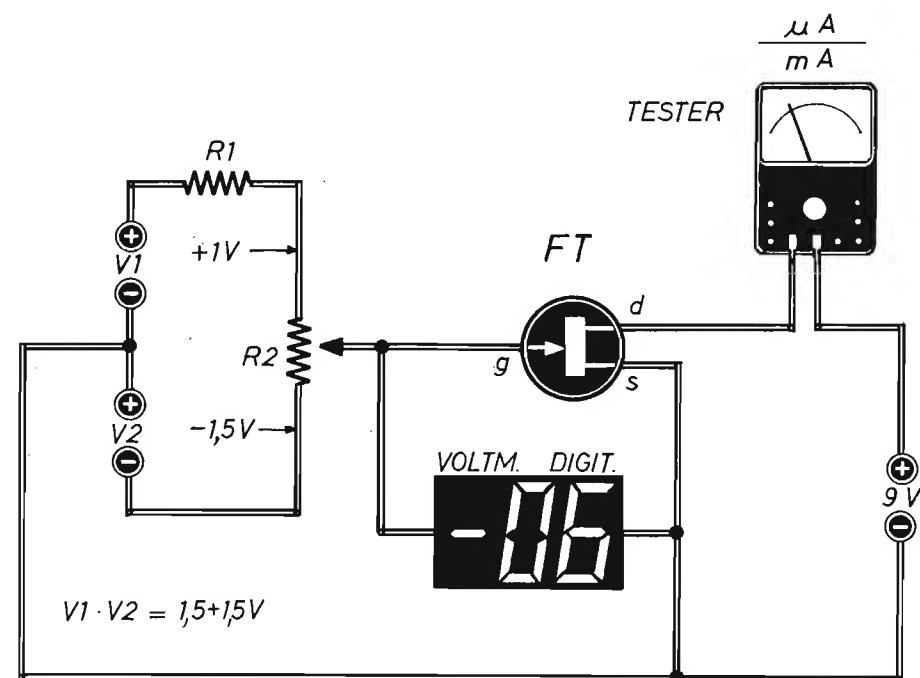 μA
mA
TESTER
R1
+
V1
-
+1V
FT
d
g
s
R2
+
V2
-
-1,5V
VOLTM. DIGIT.
-06
+
9V
-
V1 · V2 = 1,5+1,5V